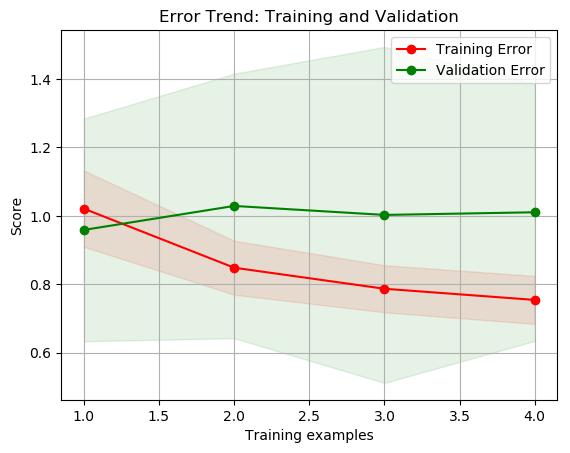 Error Trend: Training and Validation
Training Error
Validation Error
Score
1.4
1.2
1.0
0.8
0.6
1.0
1.5
2.0
2.5
3.0
3.5
4.0
Training examples